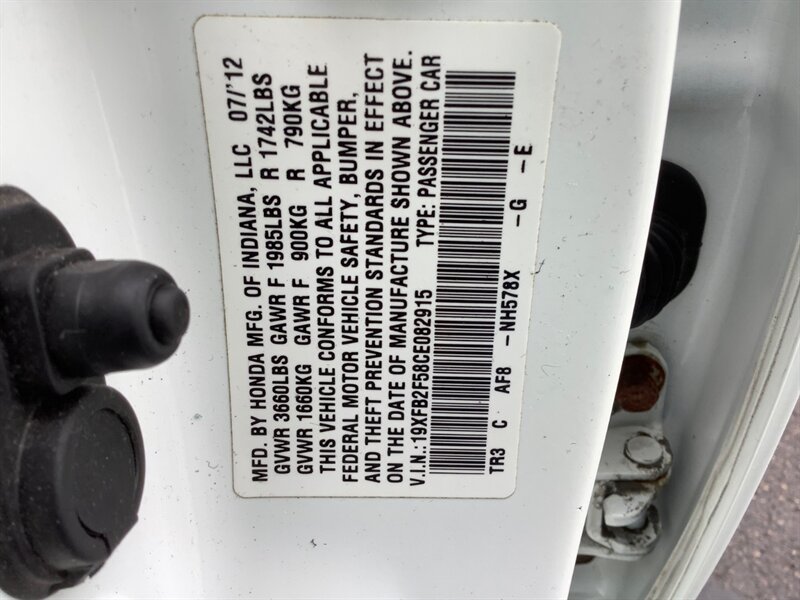 MFD. BY HONDA MFG. OF INDIANA, LLC 07/'12
GVWR 3660LBS GAWR F 1985LBS R 1742LBS
GVWR 1660KG GAWR F 900KG R 790KG
THIS VEHICLE CONFORMS TO ALL APPLICABLE
FEDERAL MOTOR VEHICLE SAFETY, BUMPER,
AND THEFT PREVENTION STANDARDS IN EFFECT
ON THE DATE OF MANUFACTURE SHOWN ABOVE.
V.I.N.:19XFB2F58CE082915 TYPE: PASSENGER CAR
TR3 C AF8 -NH578X -G -E